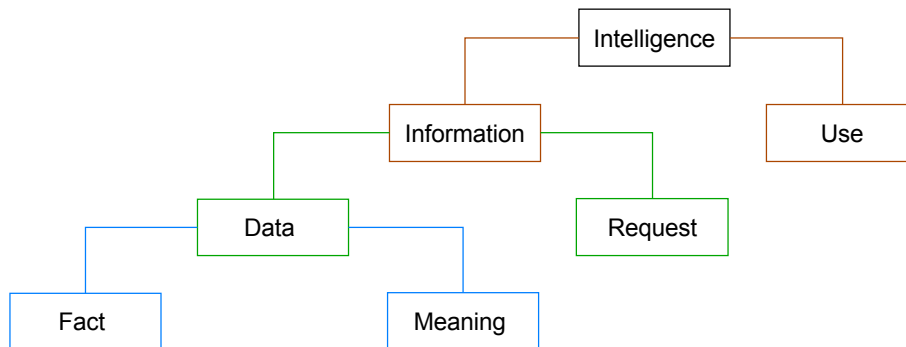 Intelligence
Information
Use
Data
Request
Fact
Meaning